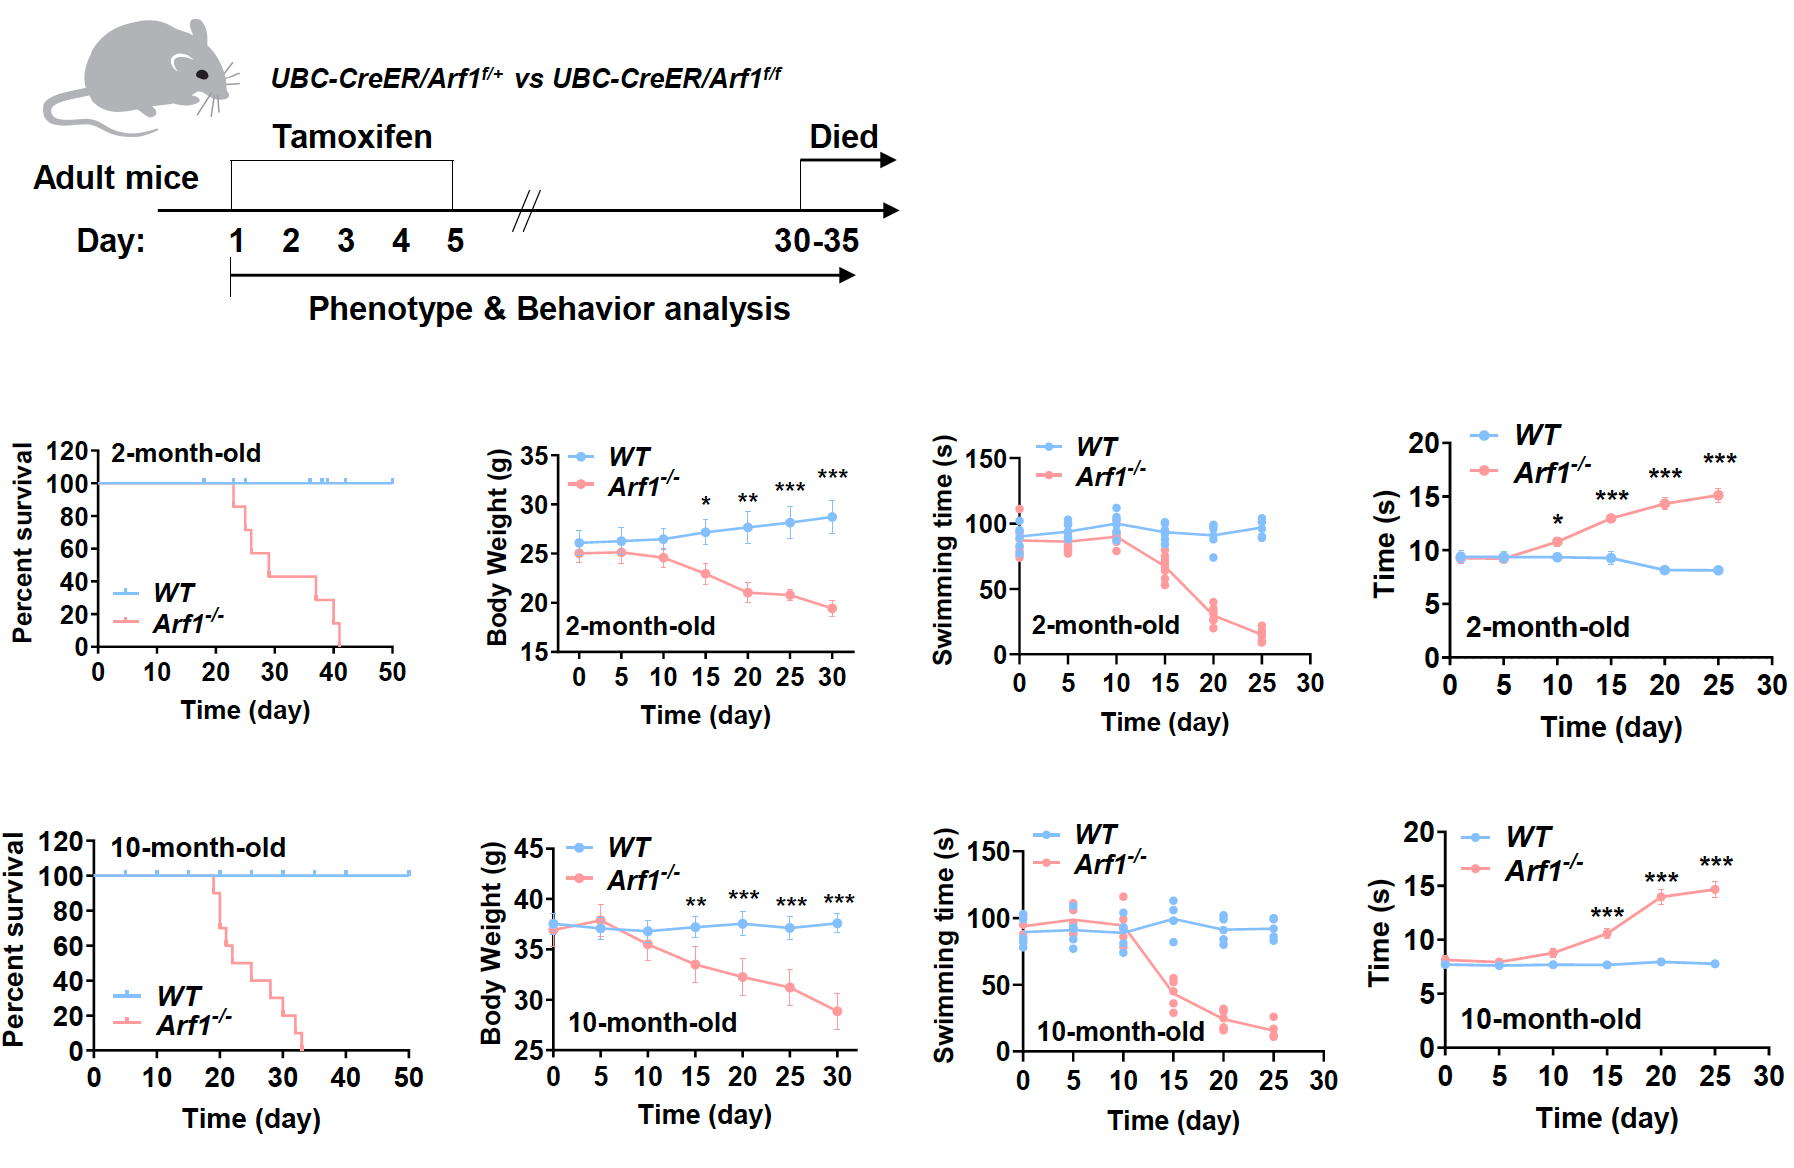 UBC-CreER/Arf1f/+ vs UBC-CreER/Arf1f/f
Tamoxifen
Died
Adult mice
Day: 1 2 3 4 5 30-35
Phenotype & Behavior analysis
Percent survival
120
100
80
60
40
20
0
2-month-old
WT
Arf1-/-
0 10 20 30 40 50
Time (day)
Body Weight (g)
35
30
25
20
15
WT
Arf1-/-
* ** *** ***
2-month-old
0 5 10 15 20 25 30
Time (day)
Swimming time (s)
150
100
50
0
WT
Arf1-/-
2-month-old
0 5 10 15 20 25 30
Time (day)
Time (s)
20
15
10
5
0
WT
Arf1-/-
* *** *** ***
2-month-old
0 5 10 15 20 25 30
Time (day)
Percent survival
120
100
80
60
40
20
0
10-month-old
WT
Arf1-/-
0 10 20 30 40 50
Time (day)
Body Weight (g)
45
40
35
30
25
WT
Arf1-/-
** *** *** ***
10-month-old
0 5 10 15 20 25 30
Time (day)
Swimming time (s)
150
100
50
0
WT
Arf1-/-
10-month-old
0 5 10 15 20 25 30
Time (day)
Time (s)
20
15
10
5
0
WT
Arf1-/-
*** *** ***
10-month-old
0 5 10 15 20 25 30
Time (day)